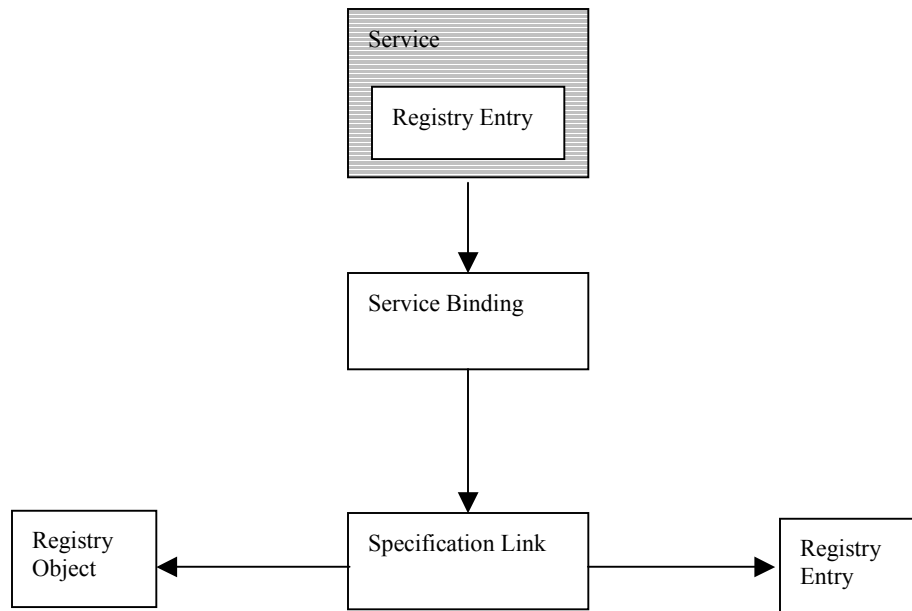 Service
Registry Entry
Service Binding
Registry
Object
Specification Link
Registry
Entry